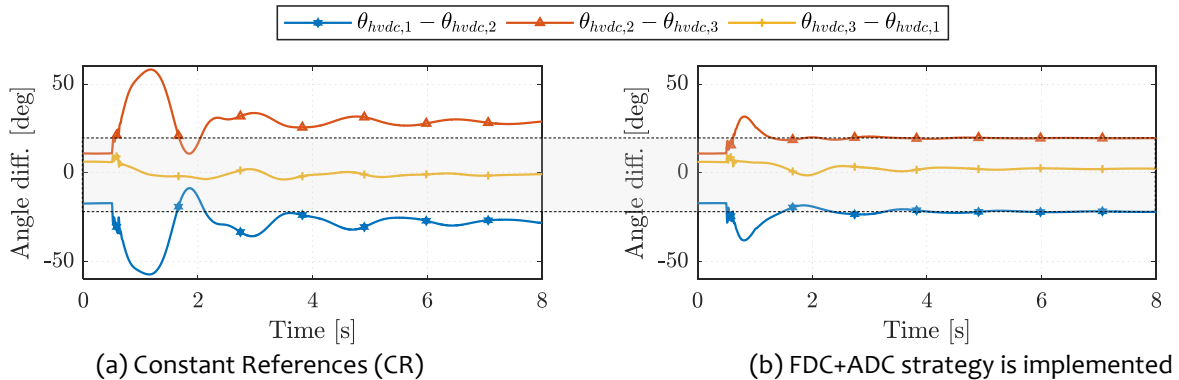 θhvdc,1 − θhvdc,2 θhvdc,2 − θhvdc,3 θhvdc,3 − θhvdc,1
Angle diff. [deg]
50
0
-50
0 2 4 6 8
Time [s]
(a) Constant References (CR)
Angle diff. [deg]
50
0
-50
0 2 4 6 8
Time [s]
(b) FDC+ADC strategy is implemented